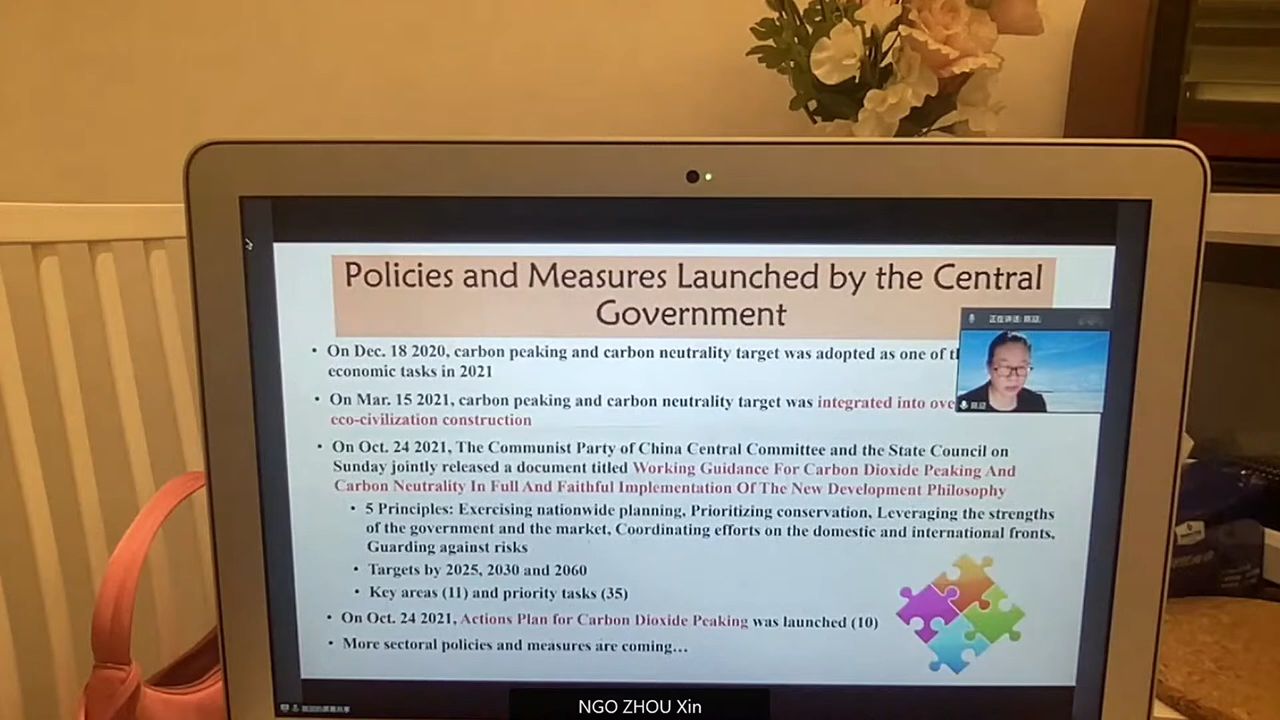 Policies and Measures Launched by the Central
Government
• On Dec. 18 2020, carbon peaking and carbon neutrality target was adopted as one of
economic tasks in 2021
• On Mar. 15 2021, carbon peaking and carbon neutrality target was integrated into
eco-civilization construction
• On Oct. 24 2021, The Communist Party of China Central Committee and the State Council on
Sunday jointly released a document titled Working Guidance For Carbon Dioxide Peaking And
Carbon Neutrality In Full And Faithful Implementation Of The New Development Philosophy
• 5 Principles: Exercising nationwide planning, Prioritizing conservation, Leveraging the strengths
of the government and the market, Coordinating efforts on the domestic and international fronts,
Guarding against risks
• Targets by 2025, 2030 and 2060
• Key areas (11) and priority tasks (35)
• On Oct. 24 2021, Actions Plan for Carbon Dioxide Peaking was launched (10)
• More sectoral policies and measures are coming…
正在讲话:
NGO ZHOU Xin